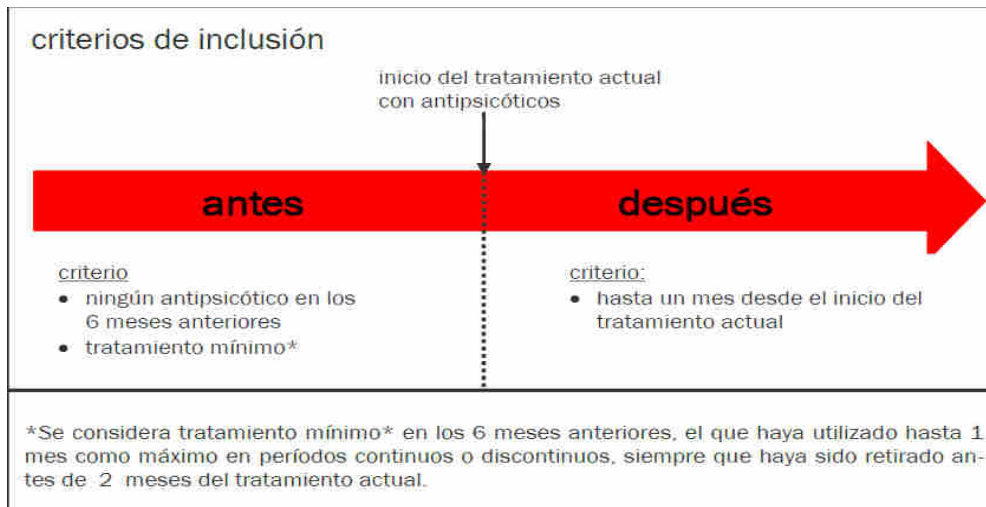 criterios de inclusión
inicio del tratamiento actual
con antipsicóticos
antes
después
criterio
• ningún antipsicótico en los
6 meses anteriores
• tratamiento mínimo*
criterio:
• hasta un mes desde el inicio del
tratamiento actual
*Se considera tratamiento mínimo* en los 6 meses anteriores, el que haya utilizado hasta 1
mes como máximo en períodos continuos o discontinuos, siempre que haya sido retirado an-
tes de 2 meses del tratamiento actual.